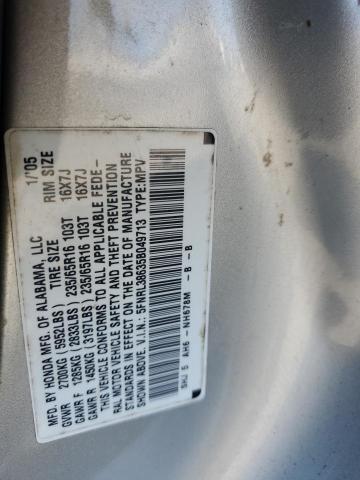 MFD. BY HONDA MFG. OF ALABAMA, LLC 1/'05
GVWR 2700KG (5952LBS) RIM SIZE
GAWR F 1285KG (2833LBS) 235/65R16 103T 16X7J
GAWR R 1450KG (3197LBS) 235/65R16 103T 16X7J
THIS VEHICLE CONFORMS TO ALL APPLICABLE FEDE-
RAL MOTOR VEHICLE SAFETY AND THEFT PREVENTION
STANDARDS IN EFFECT ON THE DATE OF MANUFACTURE
SHOWN ABOVE. V.I.N.: 5FNRL38635B049713 TYPE:MPV
SHJ 5 AH6 -NH678M - B - B